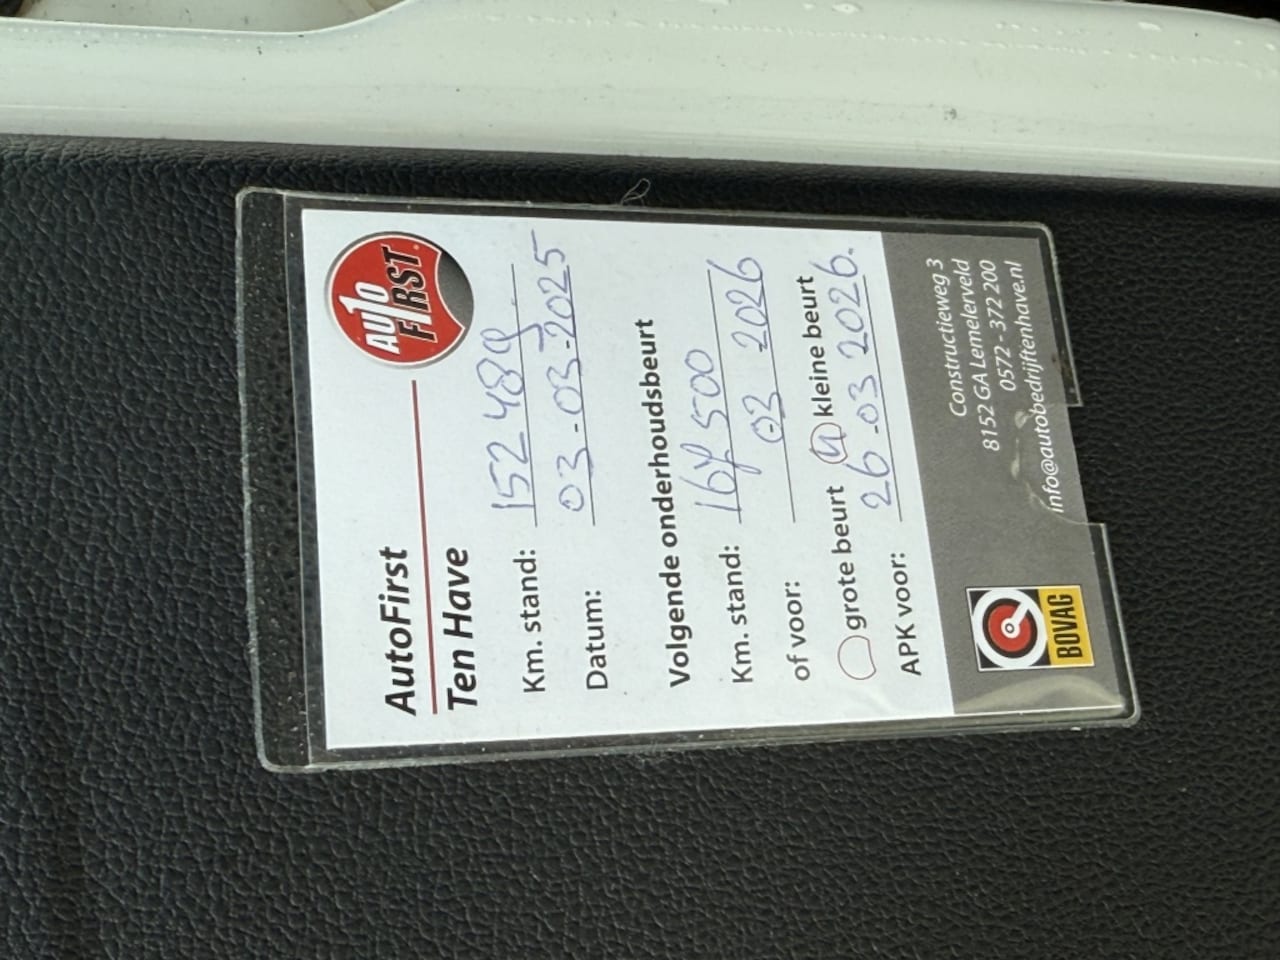 AutoFirst
Ten Have
AUTO
FIRST
Km. stand: 152 489
Datum: 03-03-2025
Volgende onderhoudsbeurt
Km. stand: 167 500
of voor: 03 2026
grote beurt kleine beurt
APK voor: 26-03 2026.
BOVAG
Constructieweg 3
8152 GA Lemelerveld
0572 - 372 200
info@autobedrijftenhave.nl